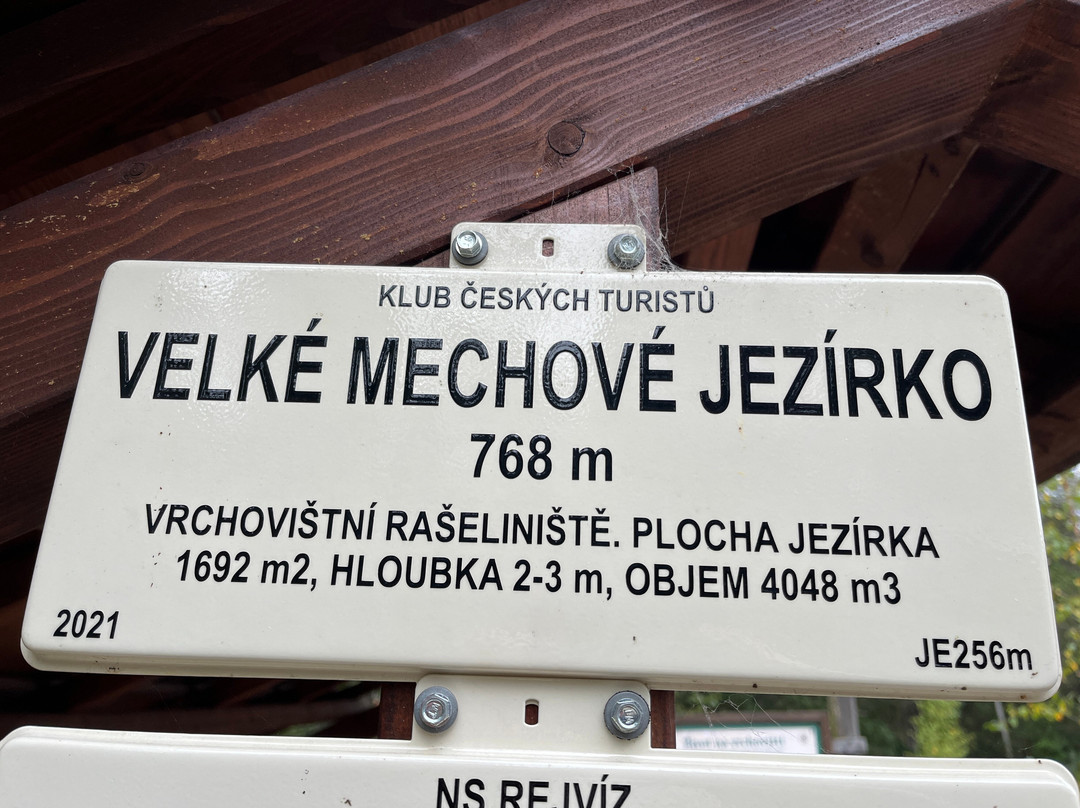 KLUB ČESKÝCH TURISTŮ
VELKÉ MECHOVÉ JEZÍRKO
768 m
VRCHOVIŠTNÍ RAŠELINIŠTĚ. PLOCHA JEZÍRKA
1692 m2, HLOUBKA 2-3 m, OBJEM 4048 m3
2021
JE256m
NS REJVÍZ